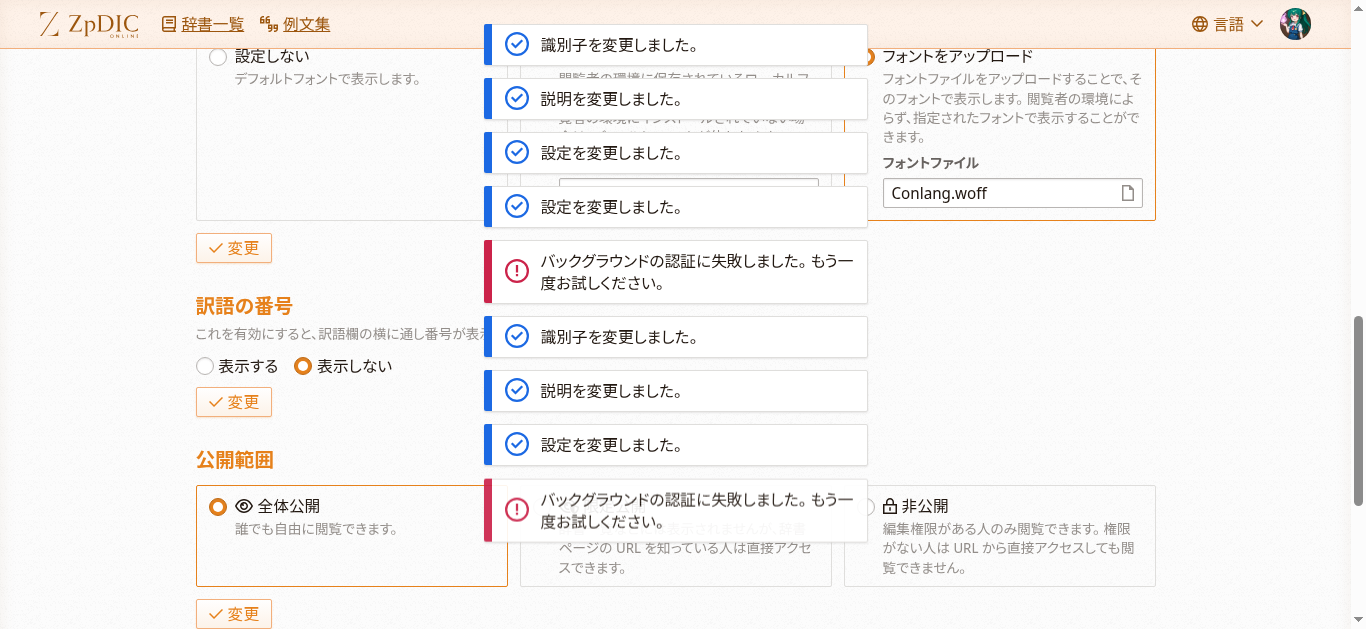 ZpDIC
ONLINE
辞書一覧
例文集
言語
設定しない
デフォルトフォントで表示します。
フォントをアップロード
フォントファイルをアップロードすることで、そ
のフォントで表示します。閲覧者の環境によ
らず、指定されたフォントで表示することがで
きます。
フォントファイル
Conlang.woff
変更
識別子を変更しました。
説明を変更しました。
設定を変更しました。
設定を変更しました。
バックグラウンドの認証に失敗しました。もう一
度お試しください。
識別子を変更しました。
説明を変更しました。
設定を変更しました。
バックグラウンドの認証に失敗しました。もう一
度お試しください。
訳語の番号
これを有効にすると、訳語欄の横に通し番号が表示
表示する
表示しない
変更
公開範囲
全体公開
誰でも自由に閲覧できます。
ページの URL を知っている人は直接アクセ
スできます。
非公開
編集権限がある人のみ閲覧できます。権限
がない人は URL から直接アクセスしても閲
覧できません。
変更